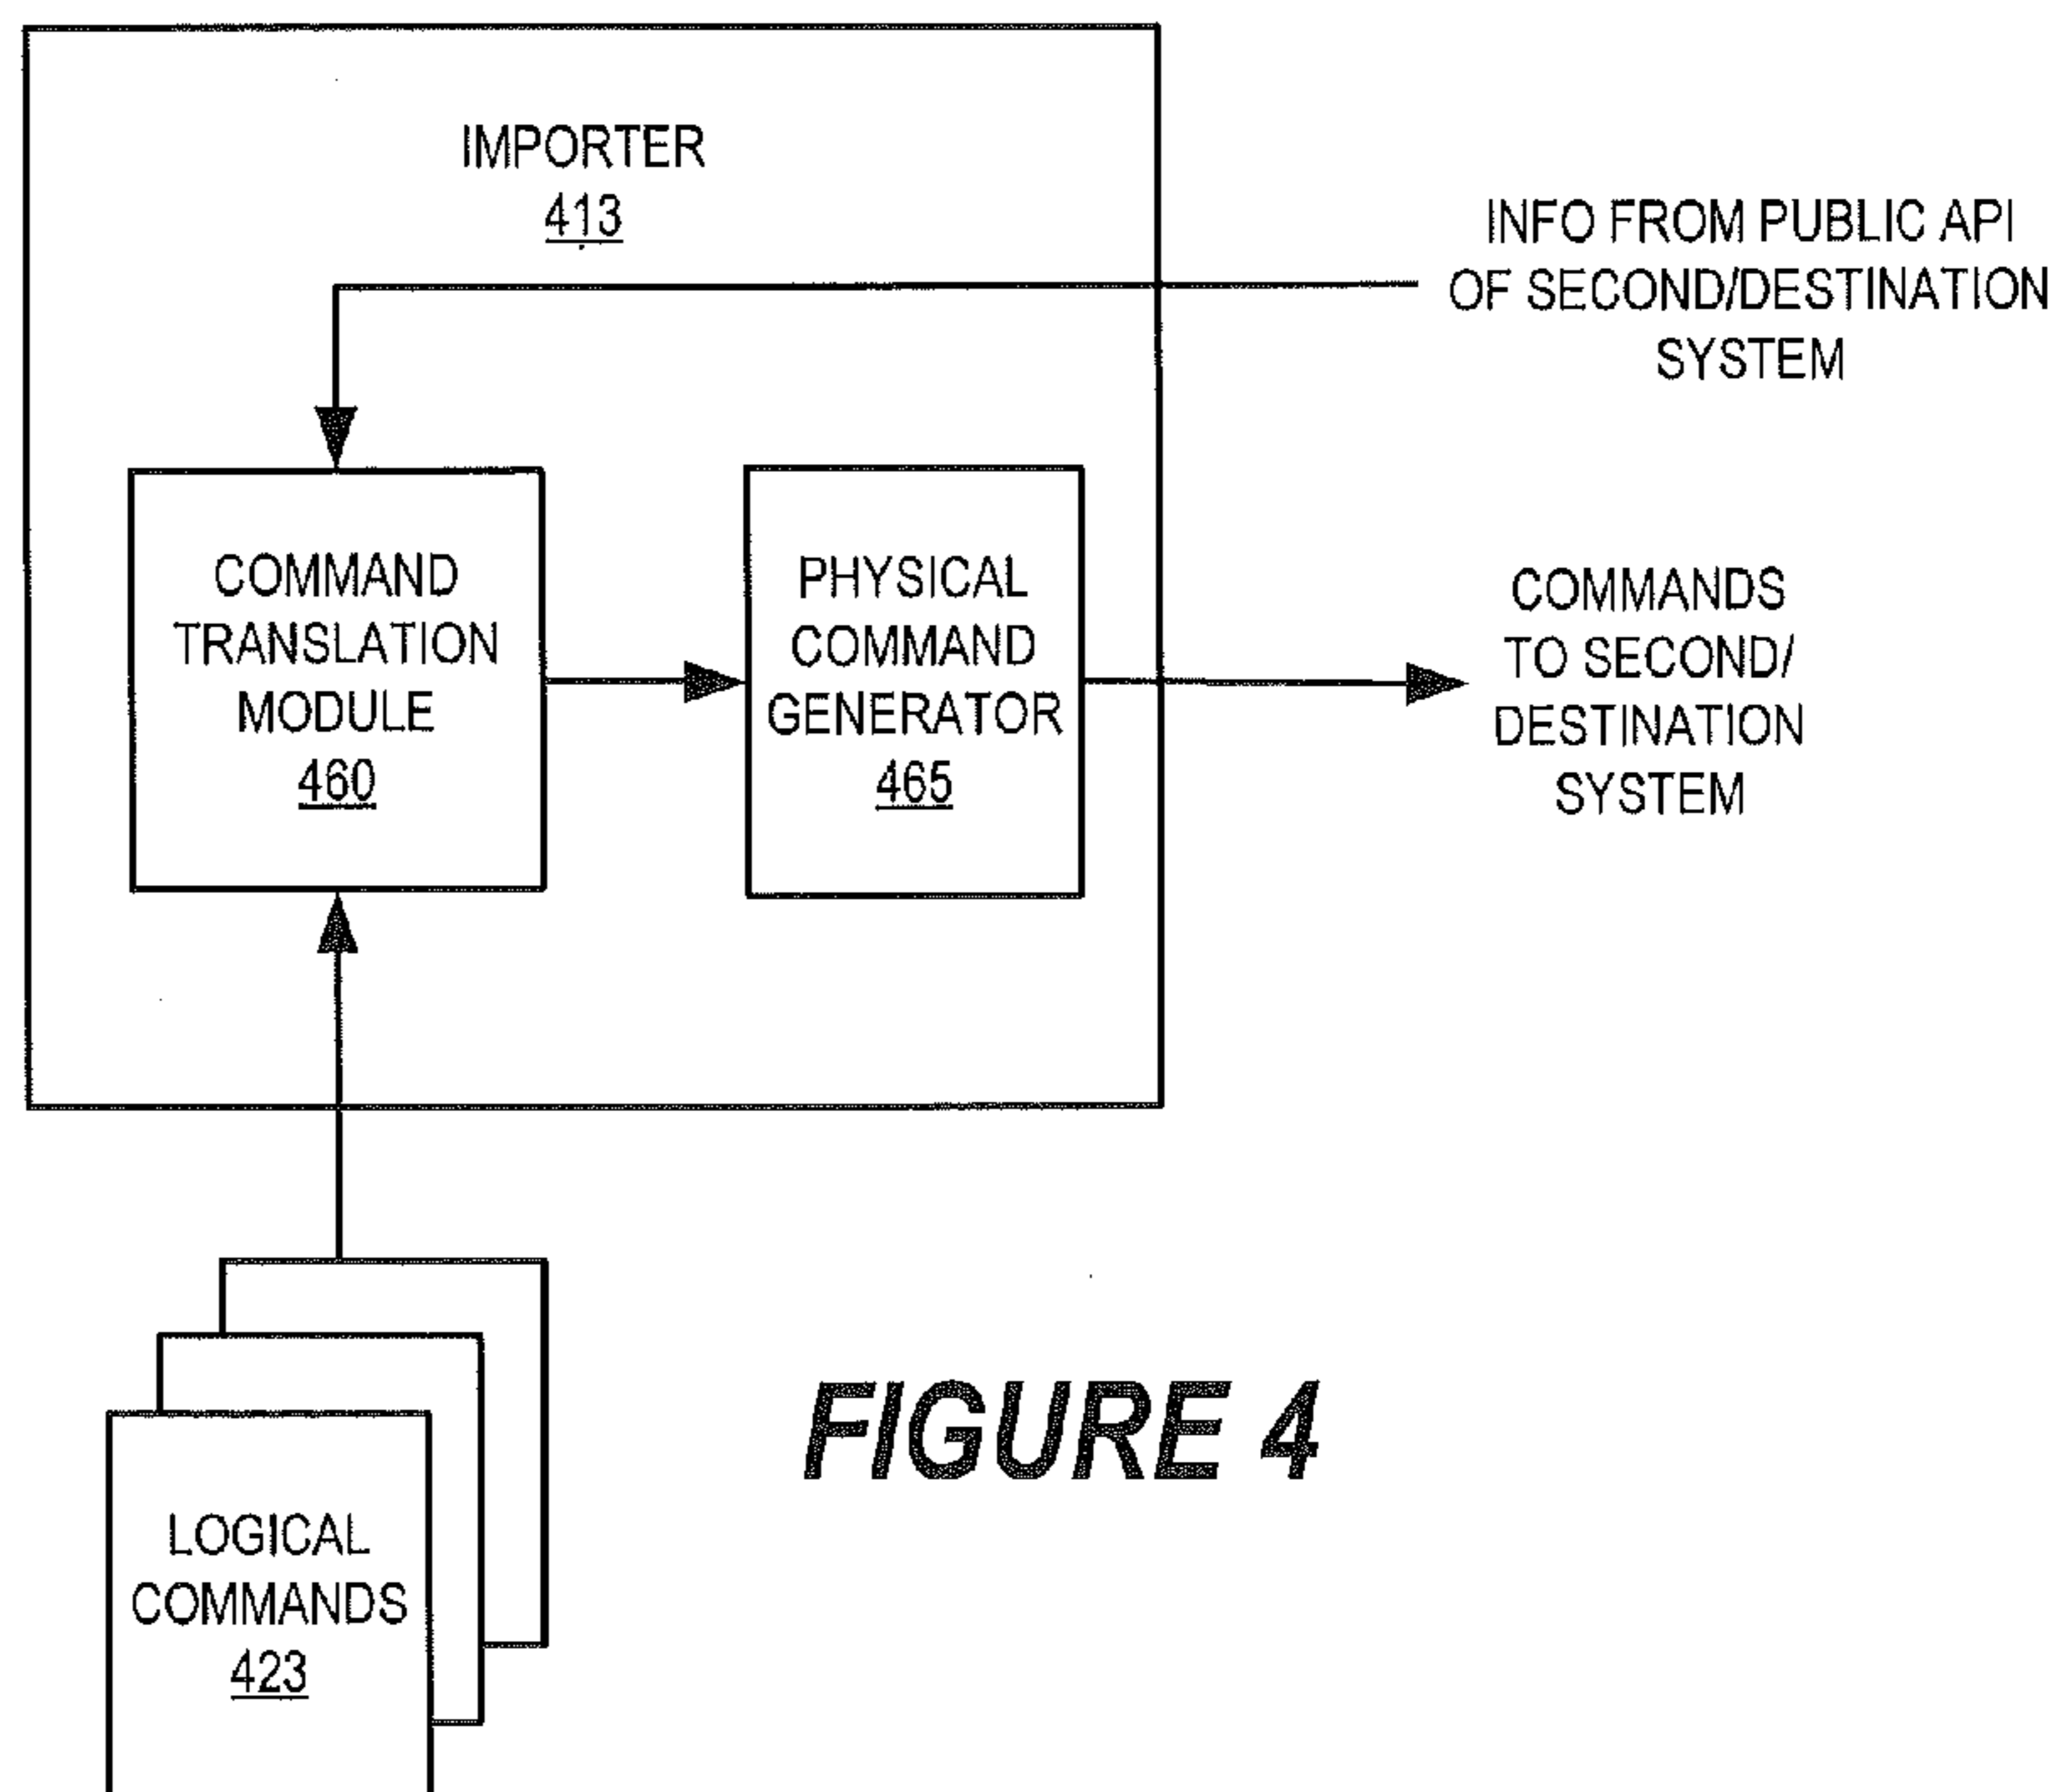 IMPORTER
413
INFO FROM PUBLIC API
OF SECOND/DESTINATION
SYSTEM
COMMAND
TRANSLATION
MODULE
460
PHYSICAL
COMMAND
GENERATOR
465
COMMANDS
TO SECOND/
DESTINATION
SYSTEM
LOGICAL
COMMANDS
423
FIGURE 4